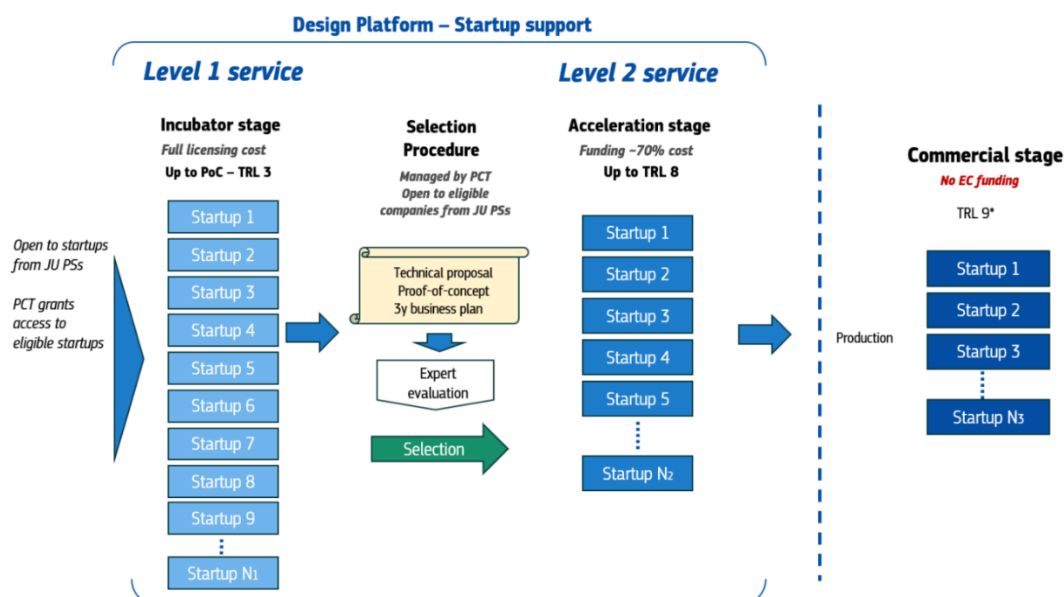 Design Platform – Startup support
Level 1 service
Level 2 service
Incubator stage
Full licensing cost
Up to PoC – TRL 3
Selection
Procedure
Managed by PCT
Open to eligible
companies from JU PSs
Acceleration stage
Funding ~70% cost
Up to TRL 8
Commercial stage
No EC funding
TRL 9*
Open to startups
from JU PSs
PCT grants
access to
eligible startups
Startup 1
Startup 2
Startup 3
Startup 4
Startup 5
Startup 6
Startup 7
Startup 8
Startup 9
Startup N1
Technical proposal
Proof-of-concept
3y business plan
Expert
evaluation
Selection
Startup 1
Startup 2
Startup 3
Startup 4
Startup 5
Startup N2
Production
Startup 1
Startup 2
Startup 3
Startup N3